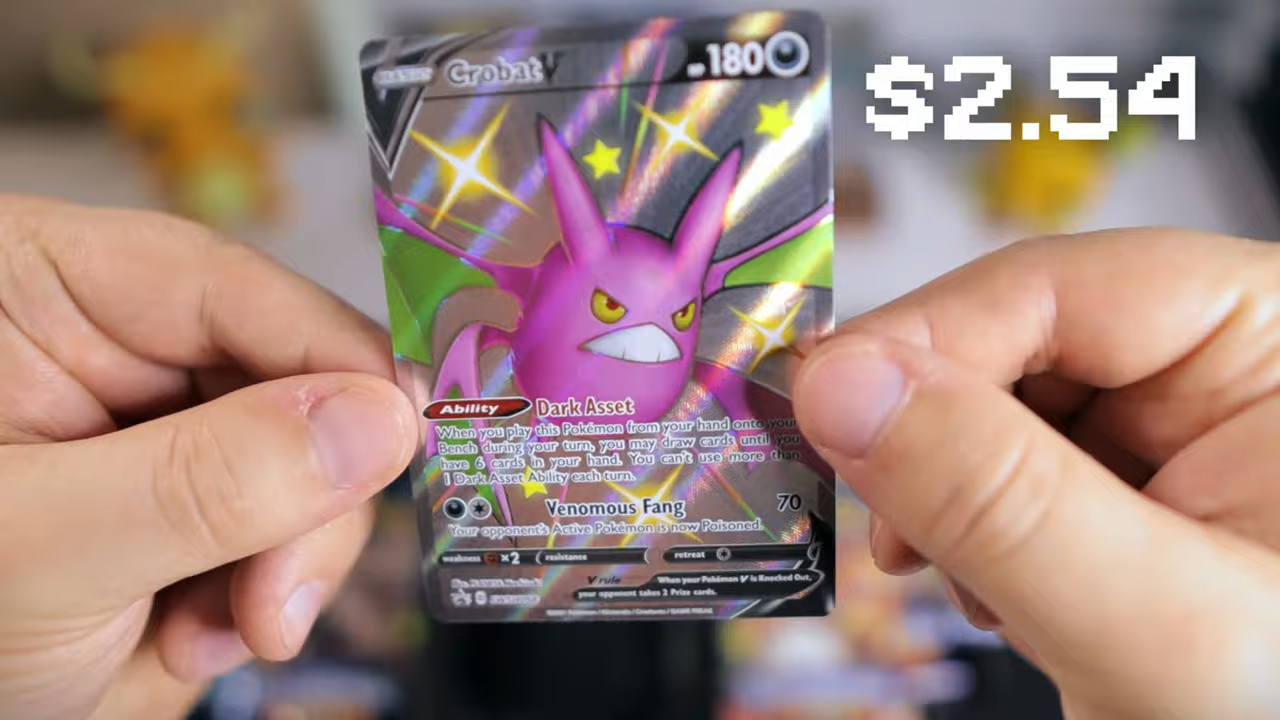 Crobat V
HP 180
$2.54
Ability Dark Asset
When you play this Pokémon from your hand onto your
Bench during your turn, you may draw cards until you
have 6 cards in your hand. You can't use more than
1 Dark Asset Ability each turn.
Venomous Fang 70
Your opponent's Active Pokémon is now Poisoned.
weakness x2 resistance retreat
V rule When your Pokémon V is Knocked Out,
your opponent takes 2 Prize cards.